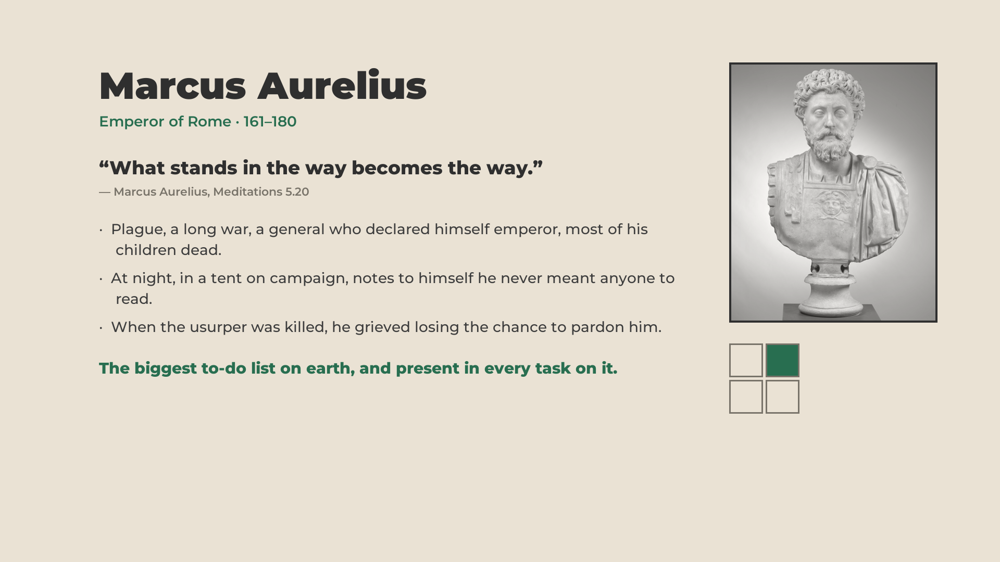 Marcus Aurelius
Emperor of Rome · 161–180
“What stands in the way becomes the way.”
— Marcus Aurelius, Meditations 5.20
· Plague, a long war, a general who declared himself emperor, most of his
children dead.
· At night, in a tent on campaign, notes to himself he never meant anyone to
read.
· When the usurper was killed, he grieved losing the chance to pardon him.
The biggest to-do list on earth, and present in every task on it.